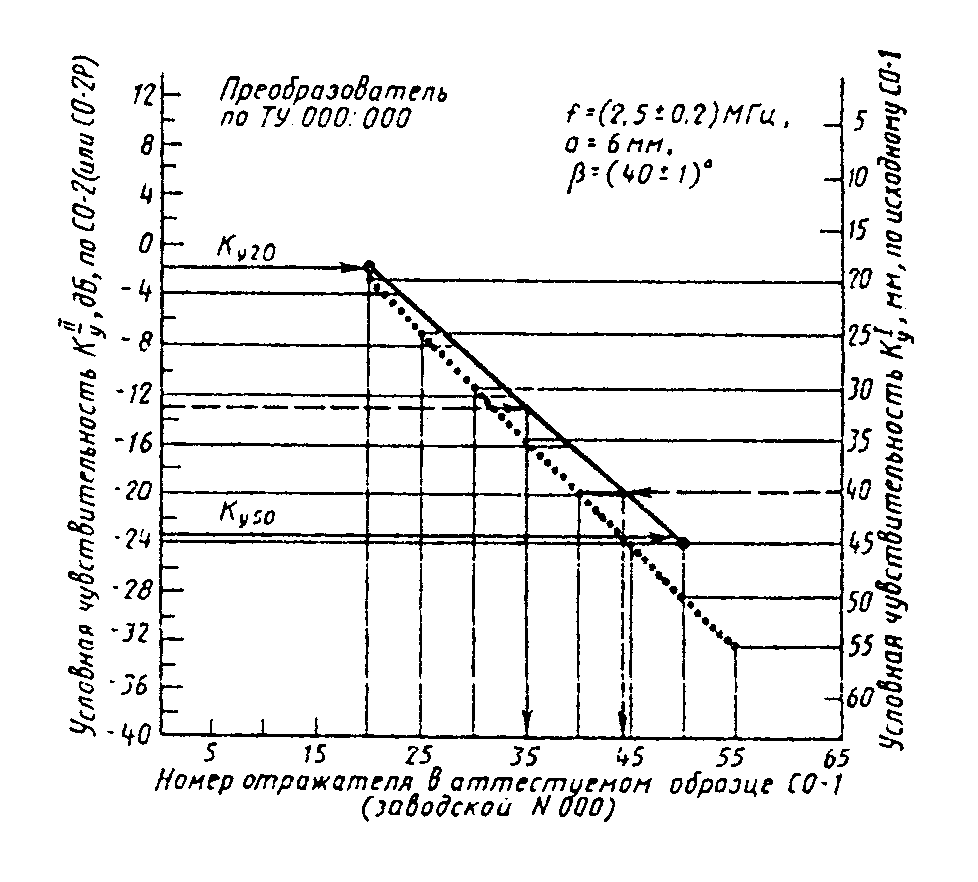 Преобразователь
по ТУ 000:000
f=(2,5±0,2)МГц,
a=6мм,
β=(40±1)°
Условная чувствительность Kу^II, дБ, по СО-2(или СО-2Р)
12
8
4
0
-4
-8
-12
-16
-20
-24
-28
-32
-36
-40
Kу20
Kу50
5
10
15
20
25
30
35
40
45
50
55
60
Условная чувствительность Kу^I, мм, по исходному СО-1
5 15 25 35 45 55 65
Номер отражателя в аттестуемом образце СО-1
(заводской N 000)